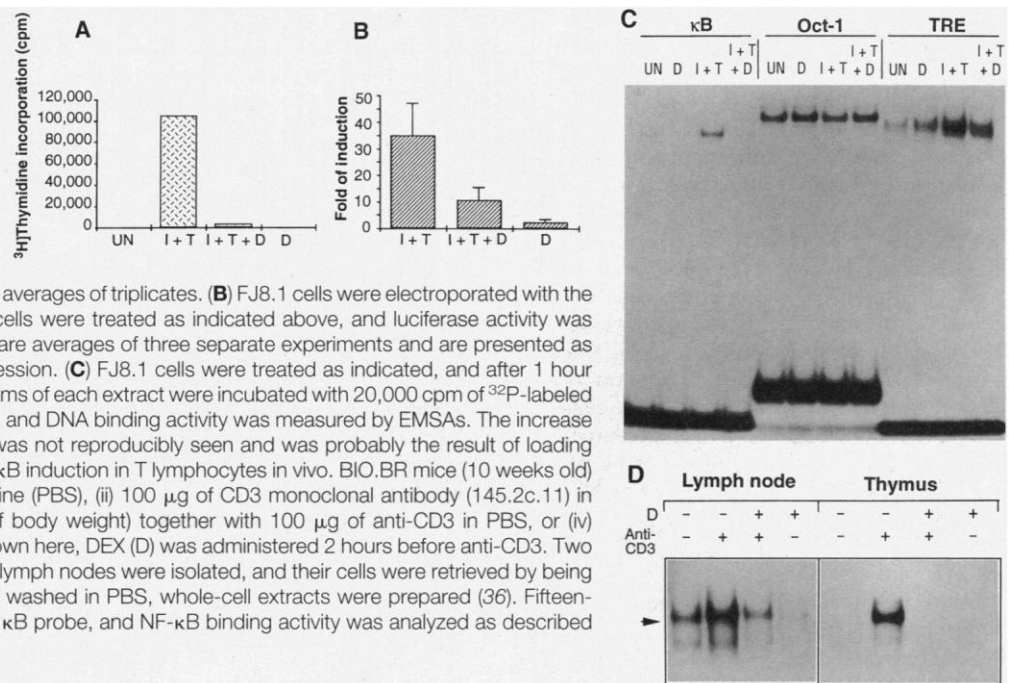 A
³H]Thymidine incorporation (cpm)
120,000
100,000
80,000
60,000
40,000
20,000
0
UN I + T I + T + D D
B
Fold of induction
50
40
30
20
10
0
I + T I + T + D D
C
κB Oct-1 TRE
I + T I + T I + T
UN D I + T + D UN D I + T + D UN D I + T + D
averages of triplicates. (B) FJ8.1 cells were electroporated with the
cells were treated as indicated above, and luciferase activity was
are averages of three separate experiments and are presented as
ession. (C) FJ8.1 cells were treated as indicated, and after 1 hour
ms of each extract were incubated with 20,000 cpm of ³²P-labeled
and DNA binding activity was measured by EMSAs. The increase
was not reproducibly seen and was probably the result of loading
κB induction in T lymphocytes in vivo. BIO.BR mice (10 weeks old)
ine (PBS), (ii) 100 μg of CD3 monoclonal antibody (145.2c.11) in
f body weight) together with 100 μg of anti-CD3 in PBS, or (iv)
own here, DEX (D) was administered 2 hours before anti-CD3. Two
lymph nodes were isolated, and their cells were retrieved by being
washed in PBS, whole-cell extracts were prepared (36). Fifteen-
κB probe, and NF-κB binding activity was analyzed as described
D
Lymph node Thymus
D – – + + – – + +
Anti-
CD3 – + + – – + + –